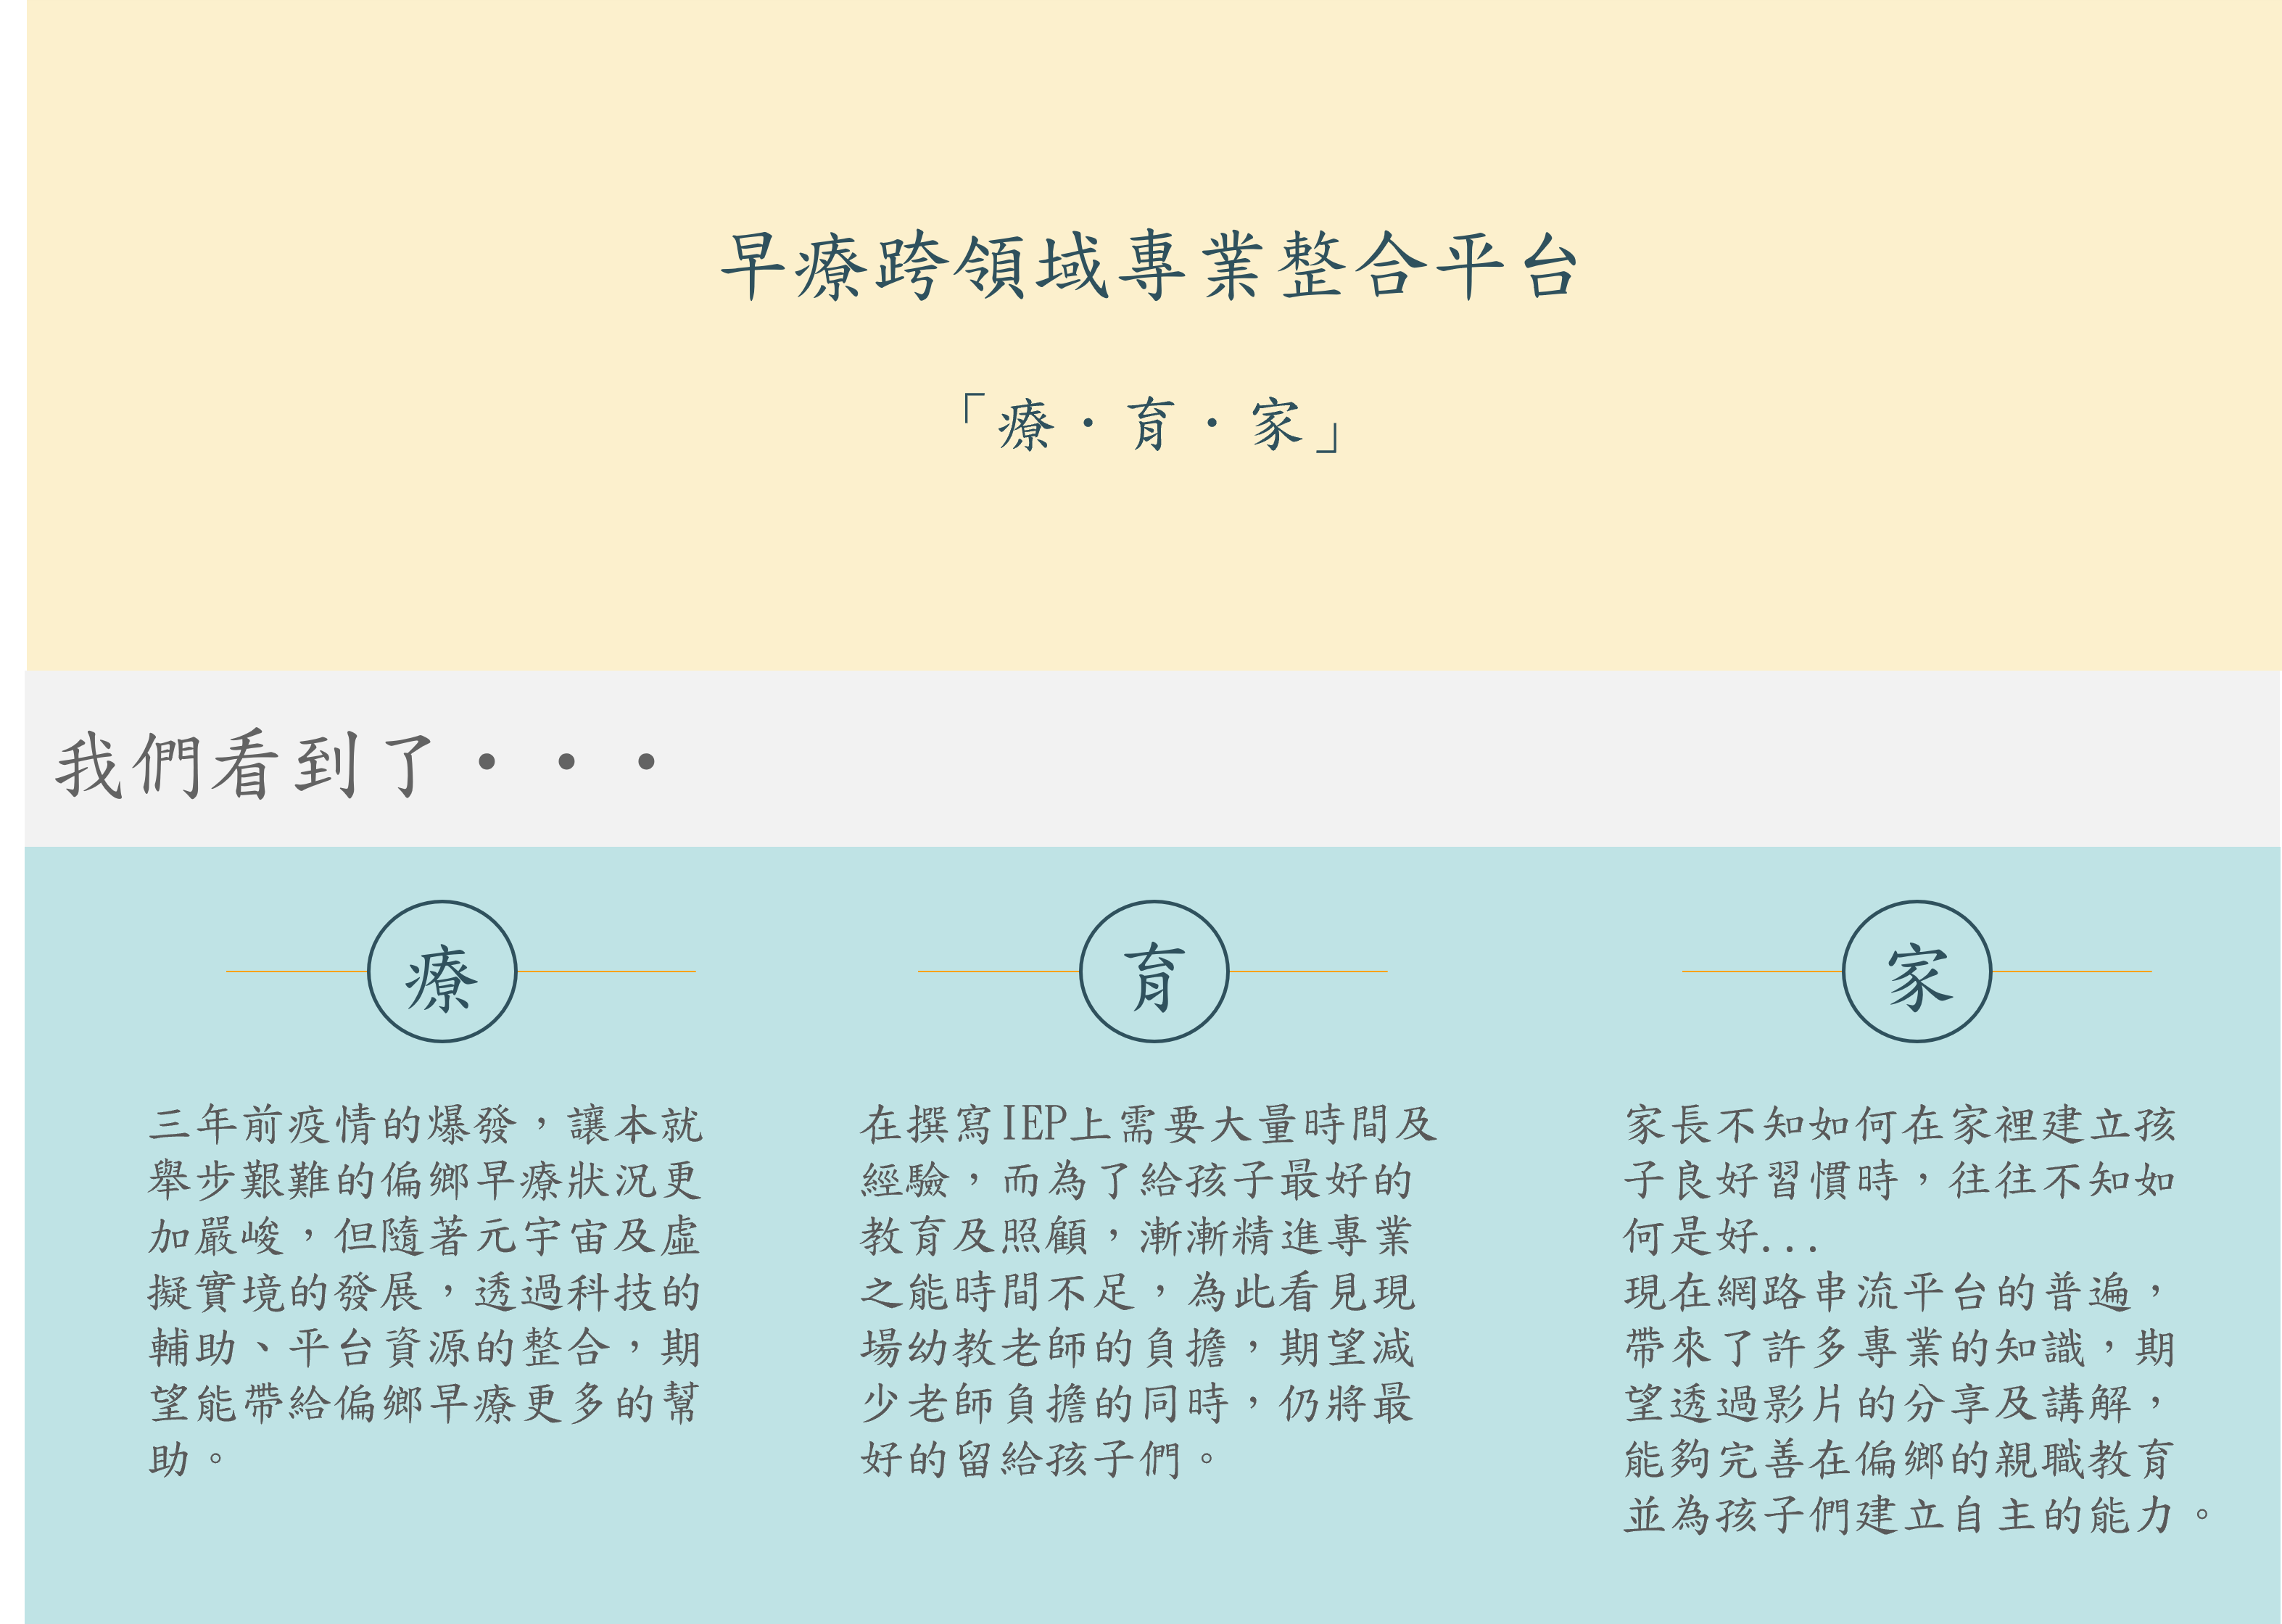 早療跨領域專業整合平台
「療・育・家」
我們看到了・・・
療
三年前疫情的爆發，讓本就
舉步艱難的偏鄉早療狀況更
加嚴峻，但隨著元宇宙及虛
擬實境的發展，透過科技的
輔助、平台資源的整合，期
望能帶給偏鄉早療更多的幫
助。
育
在撰寫IEP上需要大量時間及
經驗，而為了給孩子最好的
教育及照顧，漸漸精進專業
之能時間不足，為此看見現
場幼教老師的負擔，期望減
少老師負擔的同時，仍將最
好的留給孩子們。
家
家長不知如何在家裡建立孩
子良好習慣時，往往不知如
何是好...
現在網路串流平台的普遍，
帶來了許多專業的知識，期
望透過影片的分享及講解，
能夠完善在偏鄉的親職教育
並為孩子們建立自主的能力。